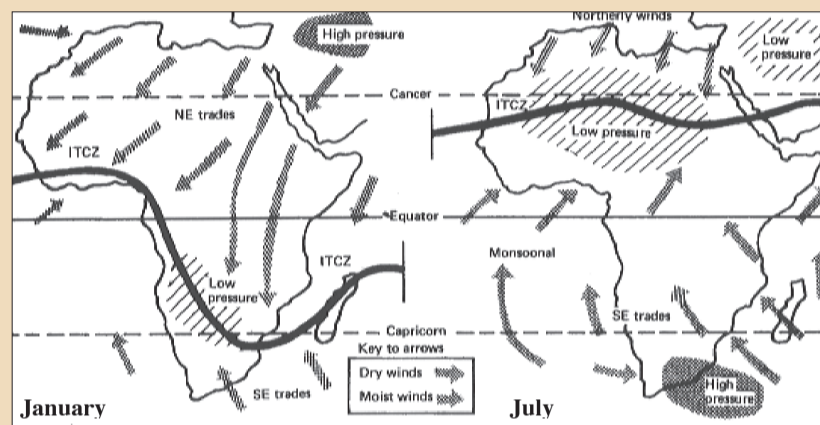 High pressure
Cancer
NE trades
ITCZ
Equator
ITCZ
Low
pressure
Capricorn
Key to arrows
Dry winds
Moist winds
SE trades
January
Northerly winds
Low
pressure
ITCZ
Low pressure
Monsoonal
SE trades
High
pressure
July